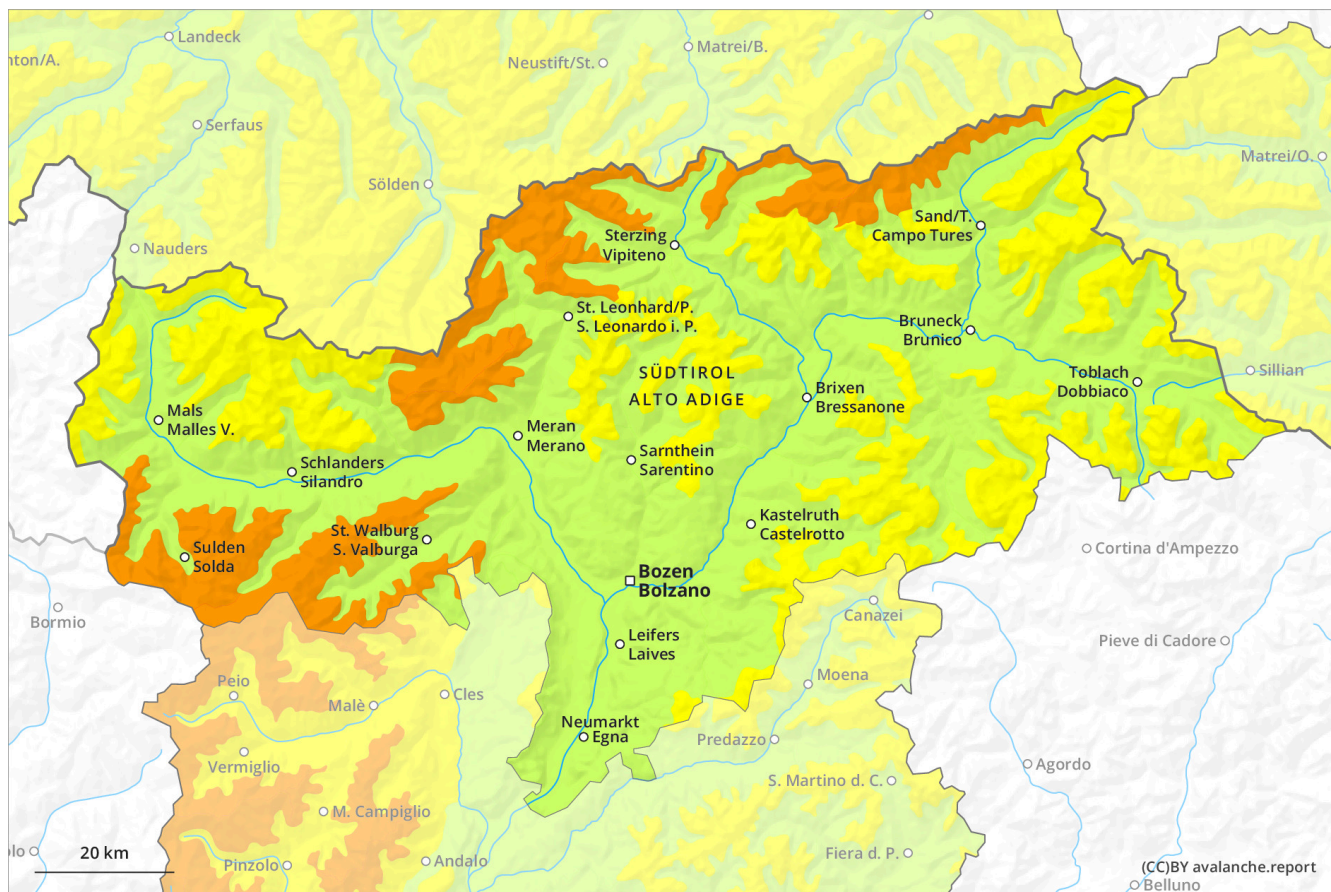 Landeck
Matrei/B.
nton/A.
Neustift/St.
Serfaus
Matrei/O.
Sölden
Sand/T.
Campo Tures
Sterzing
Vipiteno
Nauders
St. Leonhard/P.
S. Leonardo i. P.
Bruneck
Brunico
SÜDTIROL
ALTO ADIGE
Toblach
Dobbiaco
Sillian
Brixen
Bressanone
Mals
Malles V.
Meran
Merano
Schlanders
Silandro
Sarnthein
Sarentino
Kastelruth
Castelrotto
St. Walburg
S. Valburga
Sulden
Solda
Cortina d'Ampezzo
Bozen
Bolzano
Bormio
Canazei
Leifers
Laives
Pieve di Cadore
Peio
Moena
Malè
Cles
Neumarkt
Egna
Predazzo
Vermiglio
Agordo
S. Martino d. C.
M. Campiglio
olo
20 km
Pinzolo
Andalo
Fiera d. P.
(CC)BY avalanche.report
Belluno